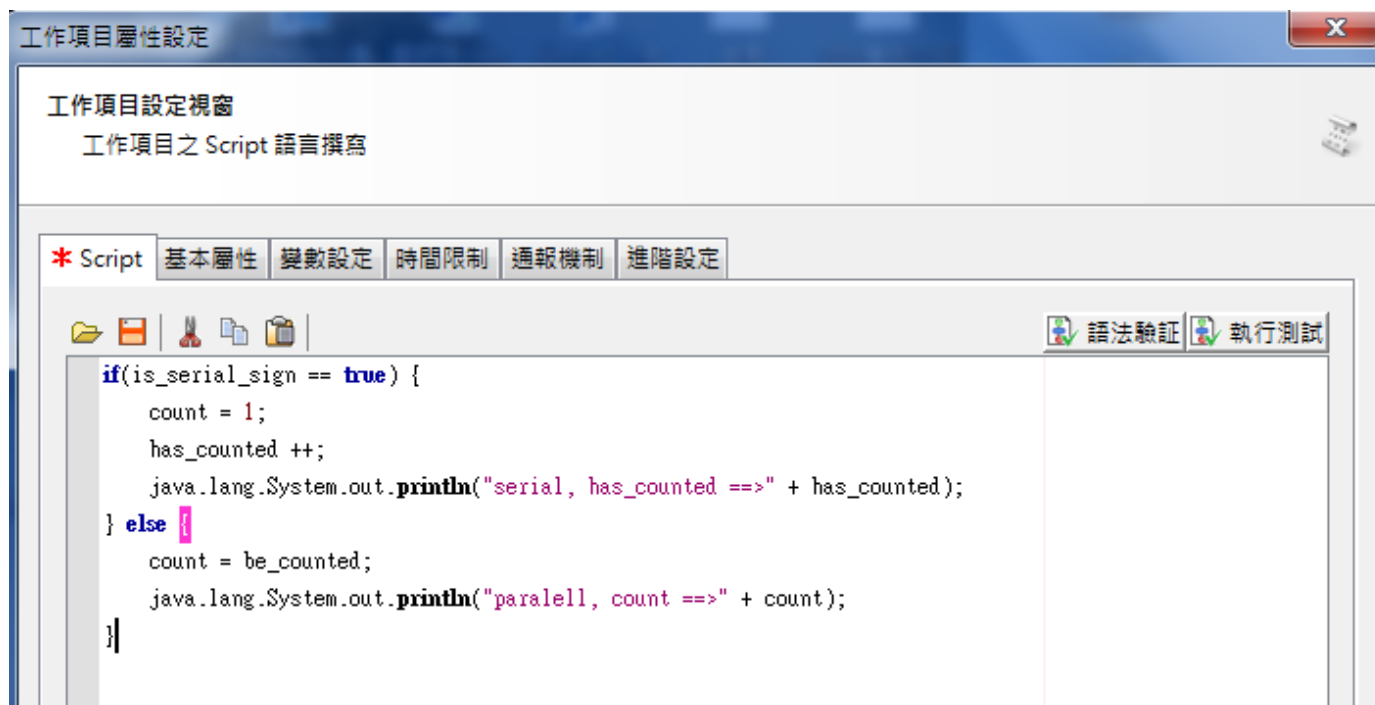 工作項目屬性設定
工作項目設定視窗
工作項目之 Script 語言撰寫
* Script 基本屬性 變數設定 時間限制 通報機制 進階設定
語法驗証 執行測試
if(is_serial_sign == true) {
count = 1;
has_counted ++;
java.lang.System.out.println("serial, has_counted ==>" + has_counted);
} else {
count = be_counted;
java.lang.System.out.println("paralell, count ==>" + count);
}